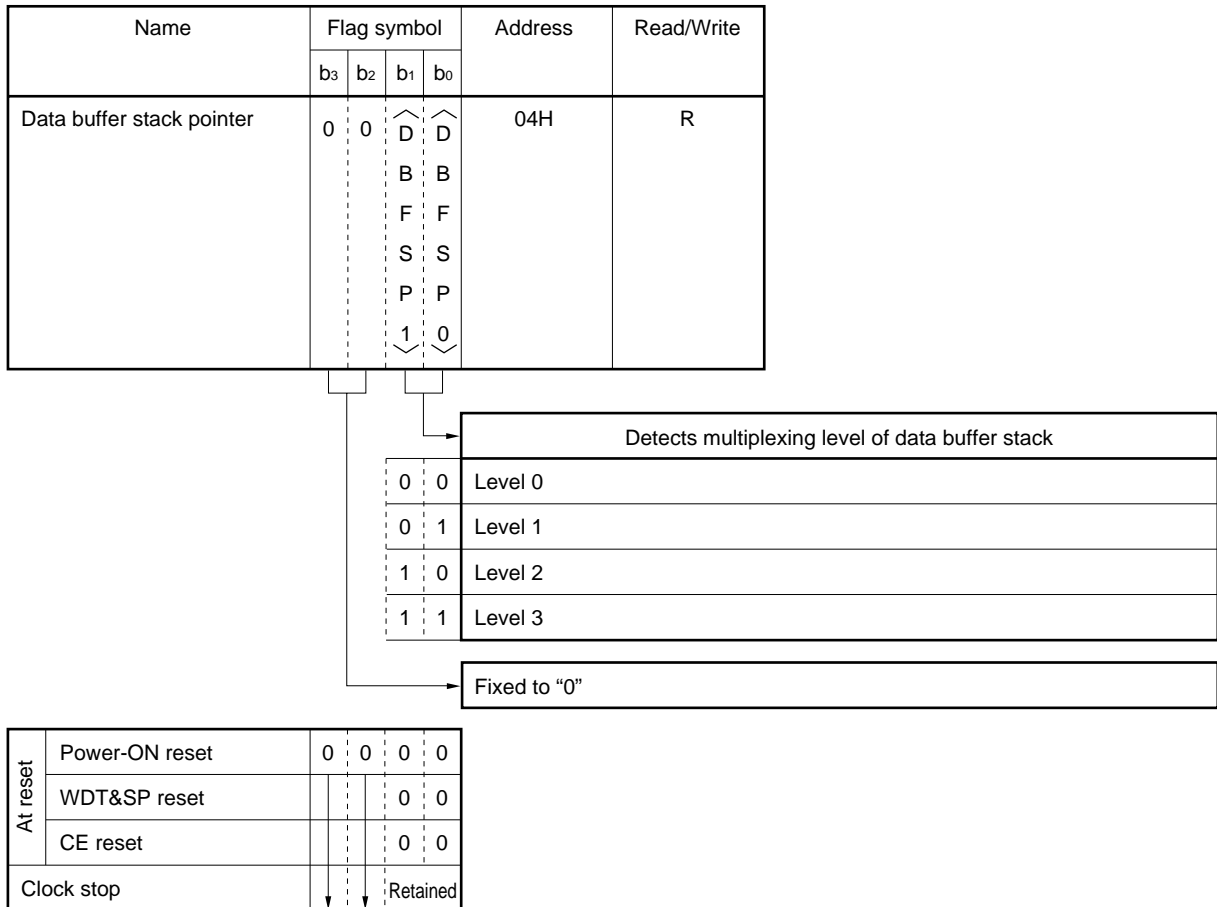 Name Flag symbol Address Read/Write
b3 b2 b1 b0
Data buffer stack pointer 0 0 (DBFSP1) (DBFSP0) 04H R
Detects multiplexing level of data buffer stack
0 0 Level 0
0 1 Level 1
1 0 Level 2
1 1 Level 3
Fixed to “0”
At reset
Power-ON reset 0 0 0 0
WDT&SP reset 0 0
CE reset 0 0
Clock stop Retained